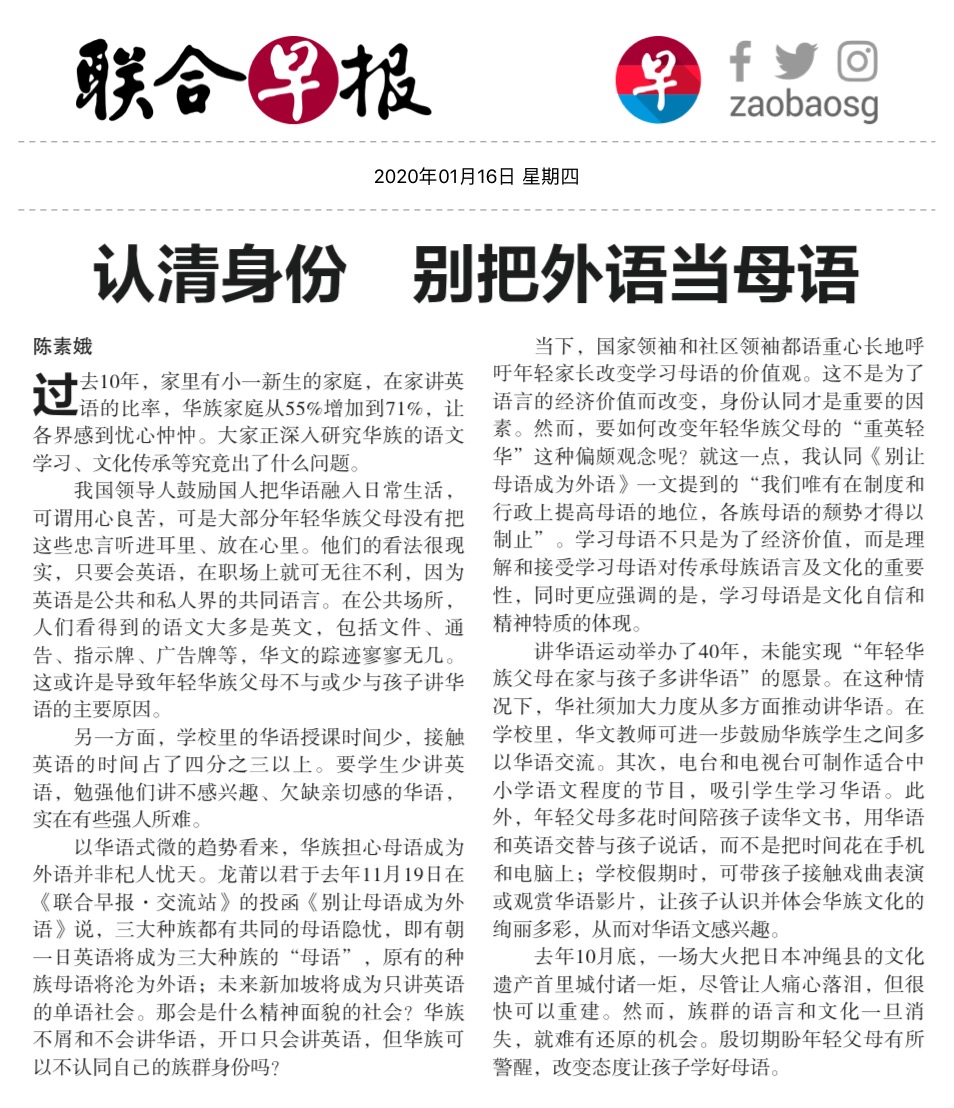 联合早报
早
zaobaosg
2020年01月16日 星期四
认清身份 别把外语当母语
陈素娥
过去10年，家里有小一新生的家庭，在家讲英
语的比率，华族家庭从55%增加到71%，让
各界感到忧心忡忡。大家正深入研究华族的语文
学习、文化传承等究竟出了什么问题。
我国领导人鼓励国人把华语融入日常生活，
可谓用心良苦，可是大部分年轻华族父母没有把
这些忠言听进耳里、放在心里。他们的看法很现
实，只要会英语，在职场上就可无往不利，因为
英语是公共和私人界的共同语言。在公共场所，
人们看得到的语文大多是英文，包括文件、通
告、指示牌、广告牌等，华文的踪迹寥寥无几。
这或许是导致年轻华族父母不与或少与孩子讲华
语的主要原因。
另一方面，学校里的华语授课时间少，接触
英语的时间占了四分之三以上。要学生少讲英
语，勉强他们讲不感兴趣、欠缺亲切感的华语，
实在有些强人所难。
以华语式微的趋势看来，华族担心母语成为
外语并非杞人忧天。龙莆以君于去年11月19日在
《联合早报·交流站》的投函《别让母语成为外
语》说，三大种族都有共同的母语隐忧，即有朝
一日英语将成为三大种族的“母语”，原有的种
族母语将沦为外语；未来新加坡将成为只讲英语
的单语社会。那会是什么精神面貌的社会？华族
不屑和不会讲华语，开口只会讲英语，但华族可
以不认同自己的族群身份吗？
当下，国家领袖和社区领袖都语重心长地呼
吁年轻家长改变学习母语的价值观。这不是为了
语言的经济价值而改变，身份认同才是重要的因
素。然而，要如何改变年轻华族父母的“重英轻
华”这种偏颇观念呢？就这一点，我认同《别让
母语成为外语》一文提到的“我们唯有在制度和
行政上提高母语的地位，各族母语的颓势才得以
制止”。学习母语不只是为了经济价值，而是理
解和接受学习母语对传承母族语言及文化的重要
性，同时更应强调的是，学习母语是文化自信和
精神特质的体现。
讲华语运动举办了40年，未能实现“年轻华
族父母在家与孩子多讲华语”的愿景。在这种情
况下，华社须加大力度从多方面推动讲华语。在
学校里，华文教师可进一步鼓励华族学生之间多
以华语交流。其次，电台和电视台可制作适合中
小学语文程度的节目，吸引学生学习华语。此
外，年轻父母多花时间陪孩子读华文书，用华语
和英语交替与孩子说话，而不是把时间花在手机
和电脑上；学校假期时，可带孩子接触戏曲表演
或观赏华语影片，让孩子认识并体会华族文化的
绚丽多彩，从而对华语文感兴趣。
去年10月底，一场大火把日本冲绳县的文化
遗产首里城付诸一炬，尽管让人痛心落泪，但很
快可以重建。然而，族群的语言和文化一旦消
失，就难有还原的机会。殷切期盼年轻父母有所
警醒，改变态度让孩子学好母语。